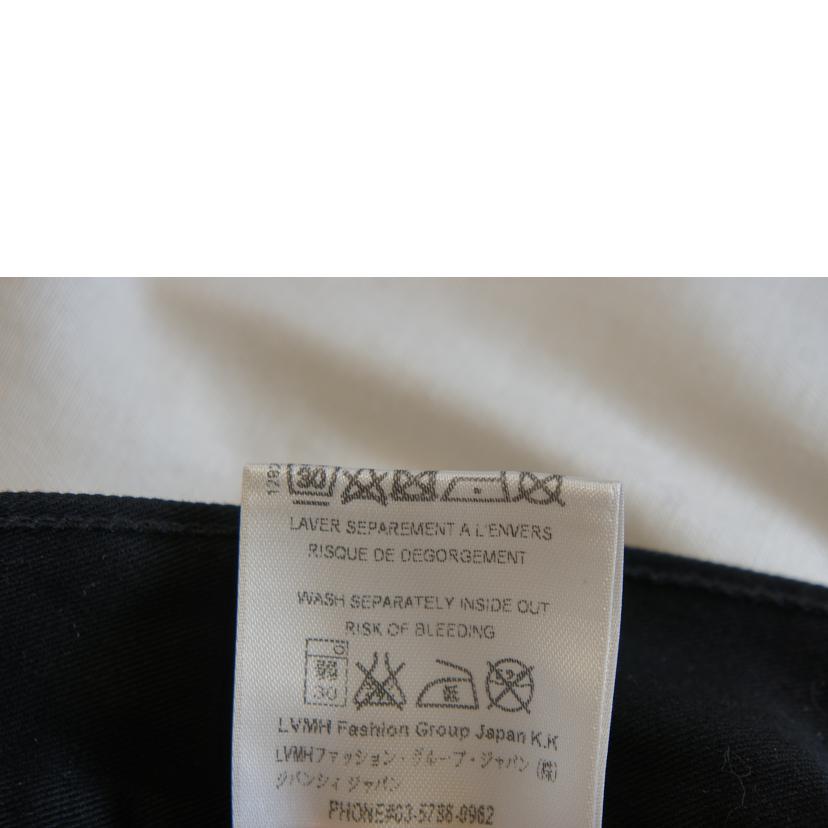 30
LAVER SEPAREMENT A L'ENVERS
RISQUE DE DEGORGEMENT
WASH SEPARATELY INSIDE OUT
RISK OF BLEEDING
30
LVMH Fashion Group Japan K.K
LVMHファッション・グループ・ジャパン (株)
ジバンシィ ジャパン
PHONE#03-5786-0962